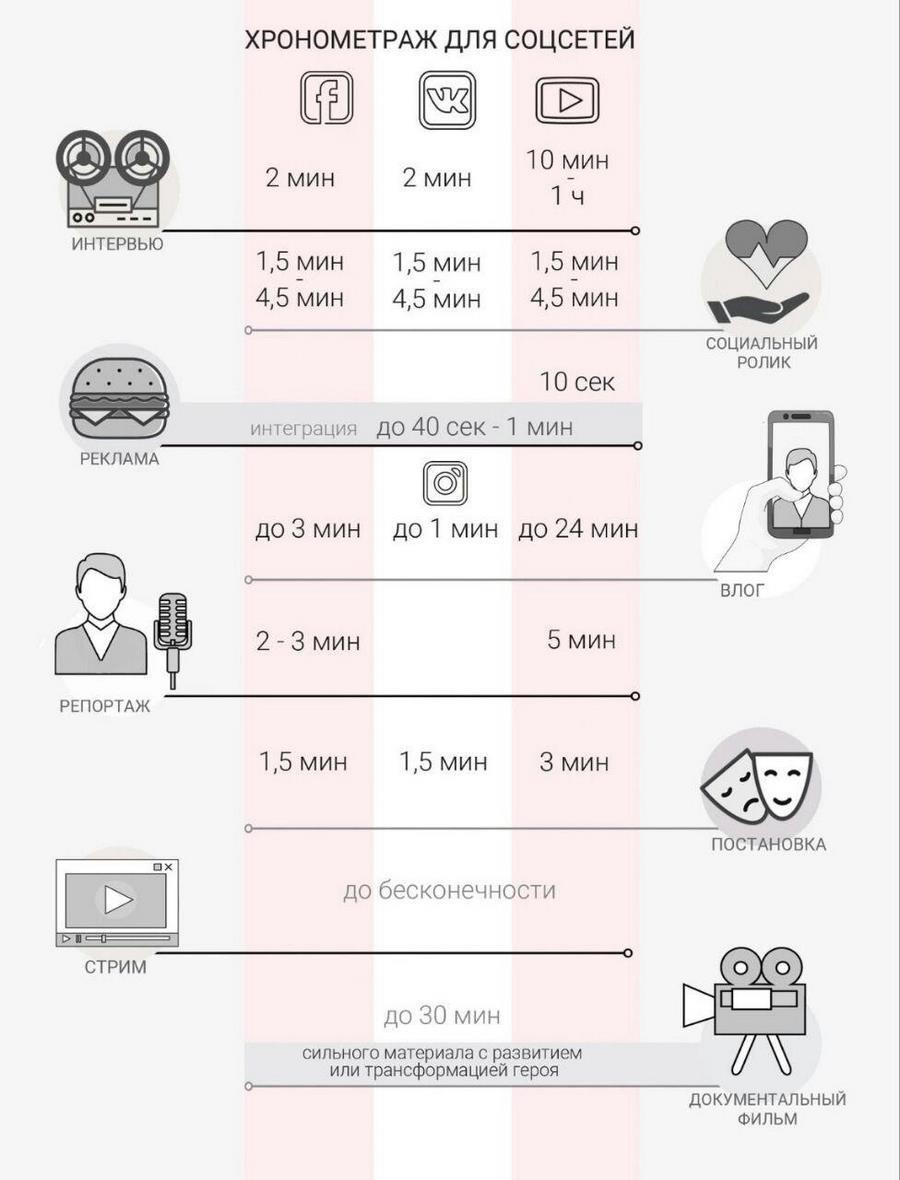 ХРОНОМЕТРАЖ ДЛЯ СОЦСЕТЕЙ
2 мин 2 мин 10 мин
-
1 ч
ИНТЕРВЬЮ
1,5 мин 1,5 мин 1,5 мин
- - -
4,5 мин 4,5 мин 4,5 мин
СОЦИАЛЬНЫЙ
РОЛИК
10 сек
интеграция до 40 сек - 1 мин
РЕКЛАМА
до 3 мин до 1 мин до 24 мин
ВЛОГ
2 - 3 мин 5 мин
РЕПОРТАЖ
1,5 мин 1,5 мин 3 мин
ПОСТАНОВКА
до бесконечности
СТРИМ
до 30 мин
сильного материала с развитием
или трансформацией героя
ДОКУМЕНТАЛЬНЫЙ
ФИЛЬМ